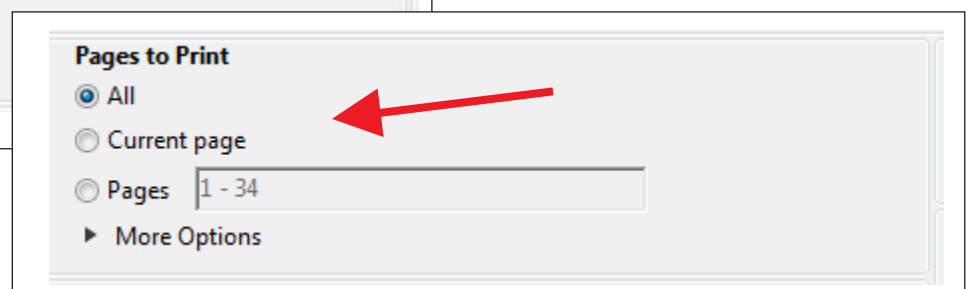 Pages to Print
All
Current page
Pages 1 - 34
More Options